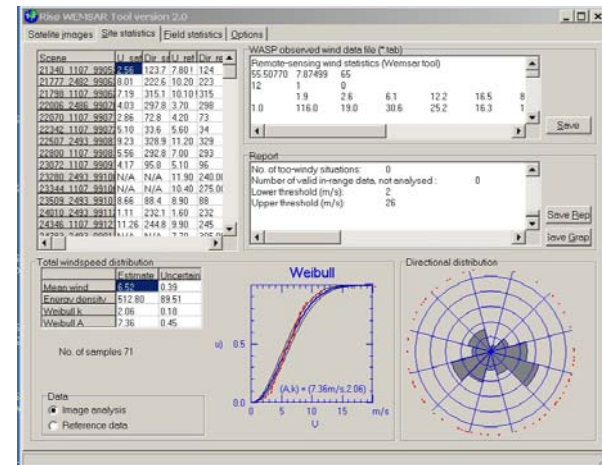 Risø WEMSAR Tool version 2.0
Satelite images Site statistics Field statistics Options
Scene U_sat Dir_sa U_ref Dir_re
21340_1107_9905 2.56 123.7 7.80 124
21777_2482_9906 8.01 222.6 10.20 223
21798_1107_9906 7.19 315.1 10.10 315
22006_2486_9907 4.03 297.8 3.70 298
22070_1107_9907 2.86 72.8 4.20 73
22342_1107_9907 5.10 33.6 5.60 34
22507_2493_9908 9.23 328.9 11.20 329
22800_1107_9908 5.56 292.8 7.00 293
23072_1107_9909 4.17 95.8 5.10 96
23280_2493_9910 N/A N/A 11.90 240.0
23344_1107_9910 N/A N/A 10.40 275.0
23509_2493_9910 8.66 88.4 8.90 88
24010_2493_9911 1.11 232.1 1.60 232
24346_1107_9912 11.26 244.8 9.90 245
WASP observed wind data file (*.tab)
Remote-sensing wind statistics (Wemsar tool)
55.50770 7.87499 65
12 1 0
1.9 2.6 6.1 12.2 16.5 8
1.0 116.0 19.0 30.6 25.2 16.3 1
Save
Report
No. of too-windy situations: 0
Number of valid in-range data, not analysed : 0
Lower threshold (m/s): 2
Upper threshold (m/s): 26
Save Rep
Save Grap
Total windspeed distribution
Estimate Uncertain
Mean wind 6.52 0.39
Energy density 512.80 89.51
Weibull k 2.06 0.18
Weibull A 7.36 0.45
No. of samples 71
Data
Image analysis
Reference data
Weibull
u) 0.5
(A,k) = (7.36m/s,2.06)
0.0
0 5 10 15 m/s
U
Directional distribution